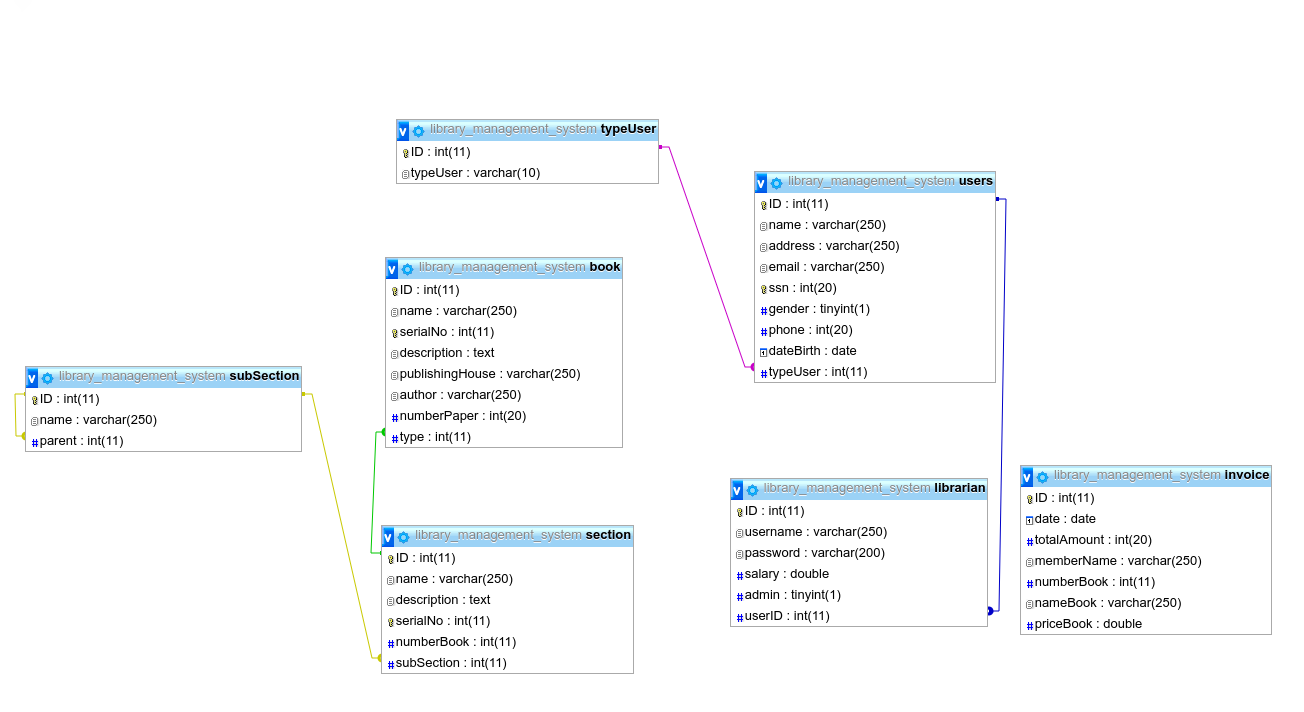 library_management_system typeUser
ID : int(11)
typeUser : varchar(10)
library_management_system users
ID : int(11)
name : varchar(250)
address : varchar(250)
email : varchar(250)
ssn : int(20)
gender : tinyint(1)
phone : int(20)
dateBirth : date
typeUser : int(11)
library_management_system book
ID : int(11)
name : varchar(250)
serialNo : int(11)
description : text
publishingHouse : varchar(250)
author : varchar(250)
numberPaper : int(20)
type : int(11)
library_management_system subSection
ID : int(11)
name : varchar(250)
parent : int(11)
library_management_system section
ID : int(11)
name : varchar(250)
description : text
serialNo : int(11)
numberBook : int(11)
subSection : int(11)
library_management_system librarian
ID : int(11)
username : varchar(250)
password : varchar(200)
salary : double
admin : tinyint(1)
userID : int(11)
library_management_system invoice
ID : int(11)
date : date
totalAmount : int(20)
memberName : varchar(250)
numberBook : int(11)
nameBook : varchar(250)
priceBook : double